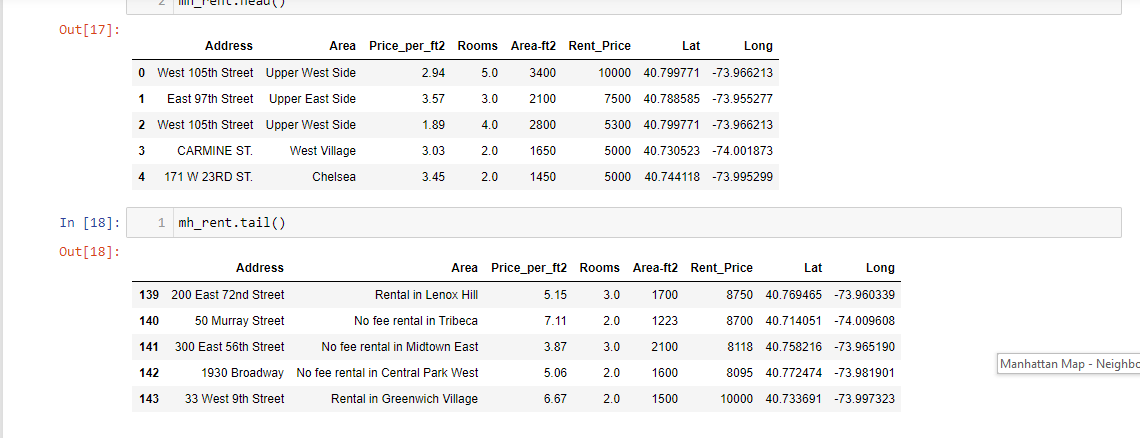 2 mh_rent.head()
Out[17]:
Address Area Price_per_ft2 Rooms Area-ft2 Rent_Price Lat Long
0 West 105th Street Upper West Side 2.94 5.0 3400 10000 40.799771 -73.966213
1 East 97th Street Upper East Side 3.57 3.0 2100 7500 40.788585 -73.955277
2 West 105th Street Upper West Side 1.89 4.0 2800 5300 40.799771 -73.966213
3 CARMINE ST. West Village 3.03 2.0 1650 5000 40.730523 -74.001873
4 171 W 23RD ST. Chelsea 3.45 2.0 1450 5000 40.744118 -73.995299
In [18]: 1 mh_rent.tail()
Out[18]:
Address Area Price_per_ft2 Rooms Area-ft2 Rent_Price Lat Long
139 200 East 72nd Street Rental in Lenox Hill 5.15 3.0 1700 8750 40.769465 -73.960339
140 50 Murray Street No fee rental in Tribeca 7.11 2.0 1223 8700 40.714051 -74.009608
141 300 East 56th Street No fee rental in Midtown East 3.87 3.0 2100 8118 40.758216 -73.965190
Manhattan Map - Neighbo
142 1930 Broadway No fee rental in Central Park West 5.06 2.0 1600 8095 40.772474 -73.981901
143 33 West 9th Street Rental in Greenwich Village 6.67 2.0 1500 10000 40.733691 -73.997323